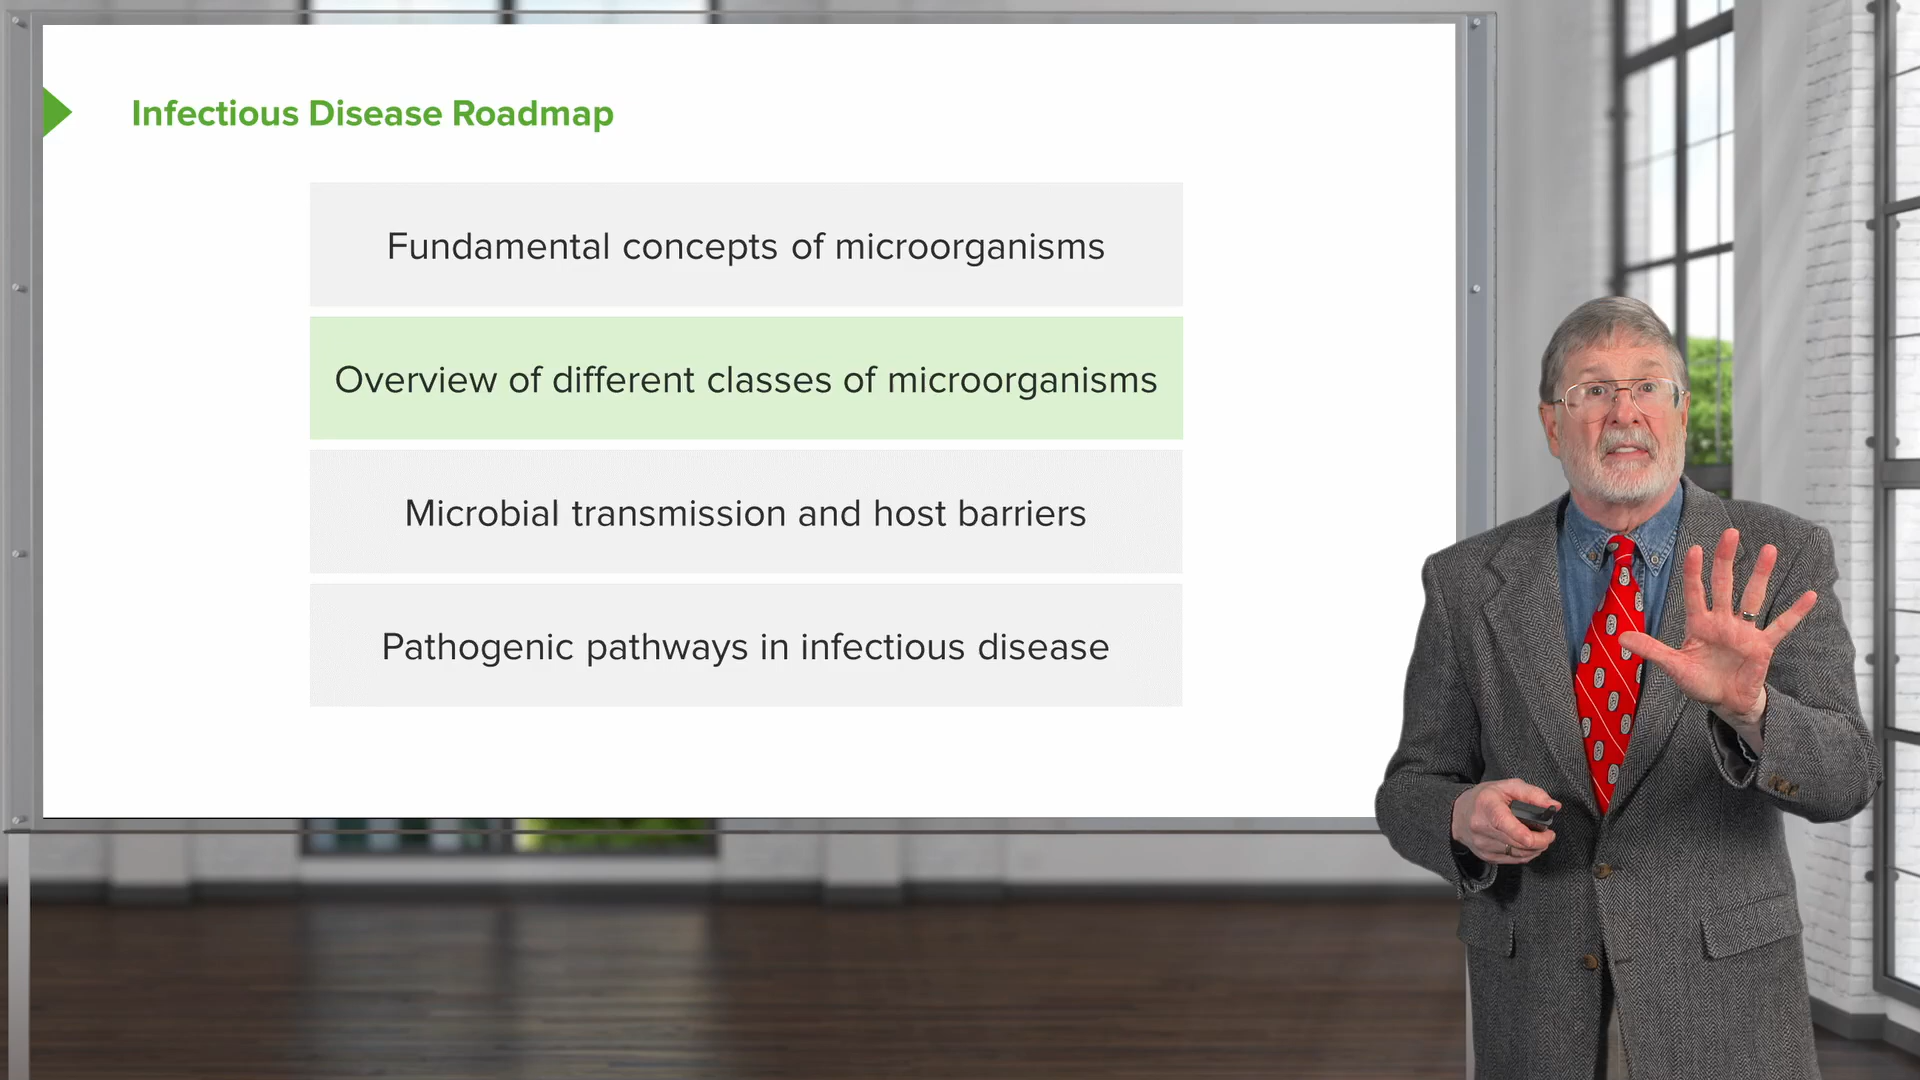 Infectious Disease Roadmap
Fundamental concepts of microorganisms
Overview of different classes of microorganisms
Microbial transmission and host barriers
Pathogenic pathways in infectious disease